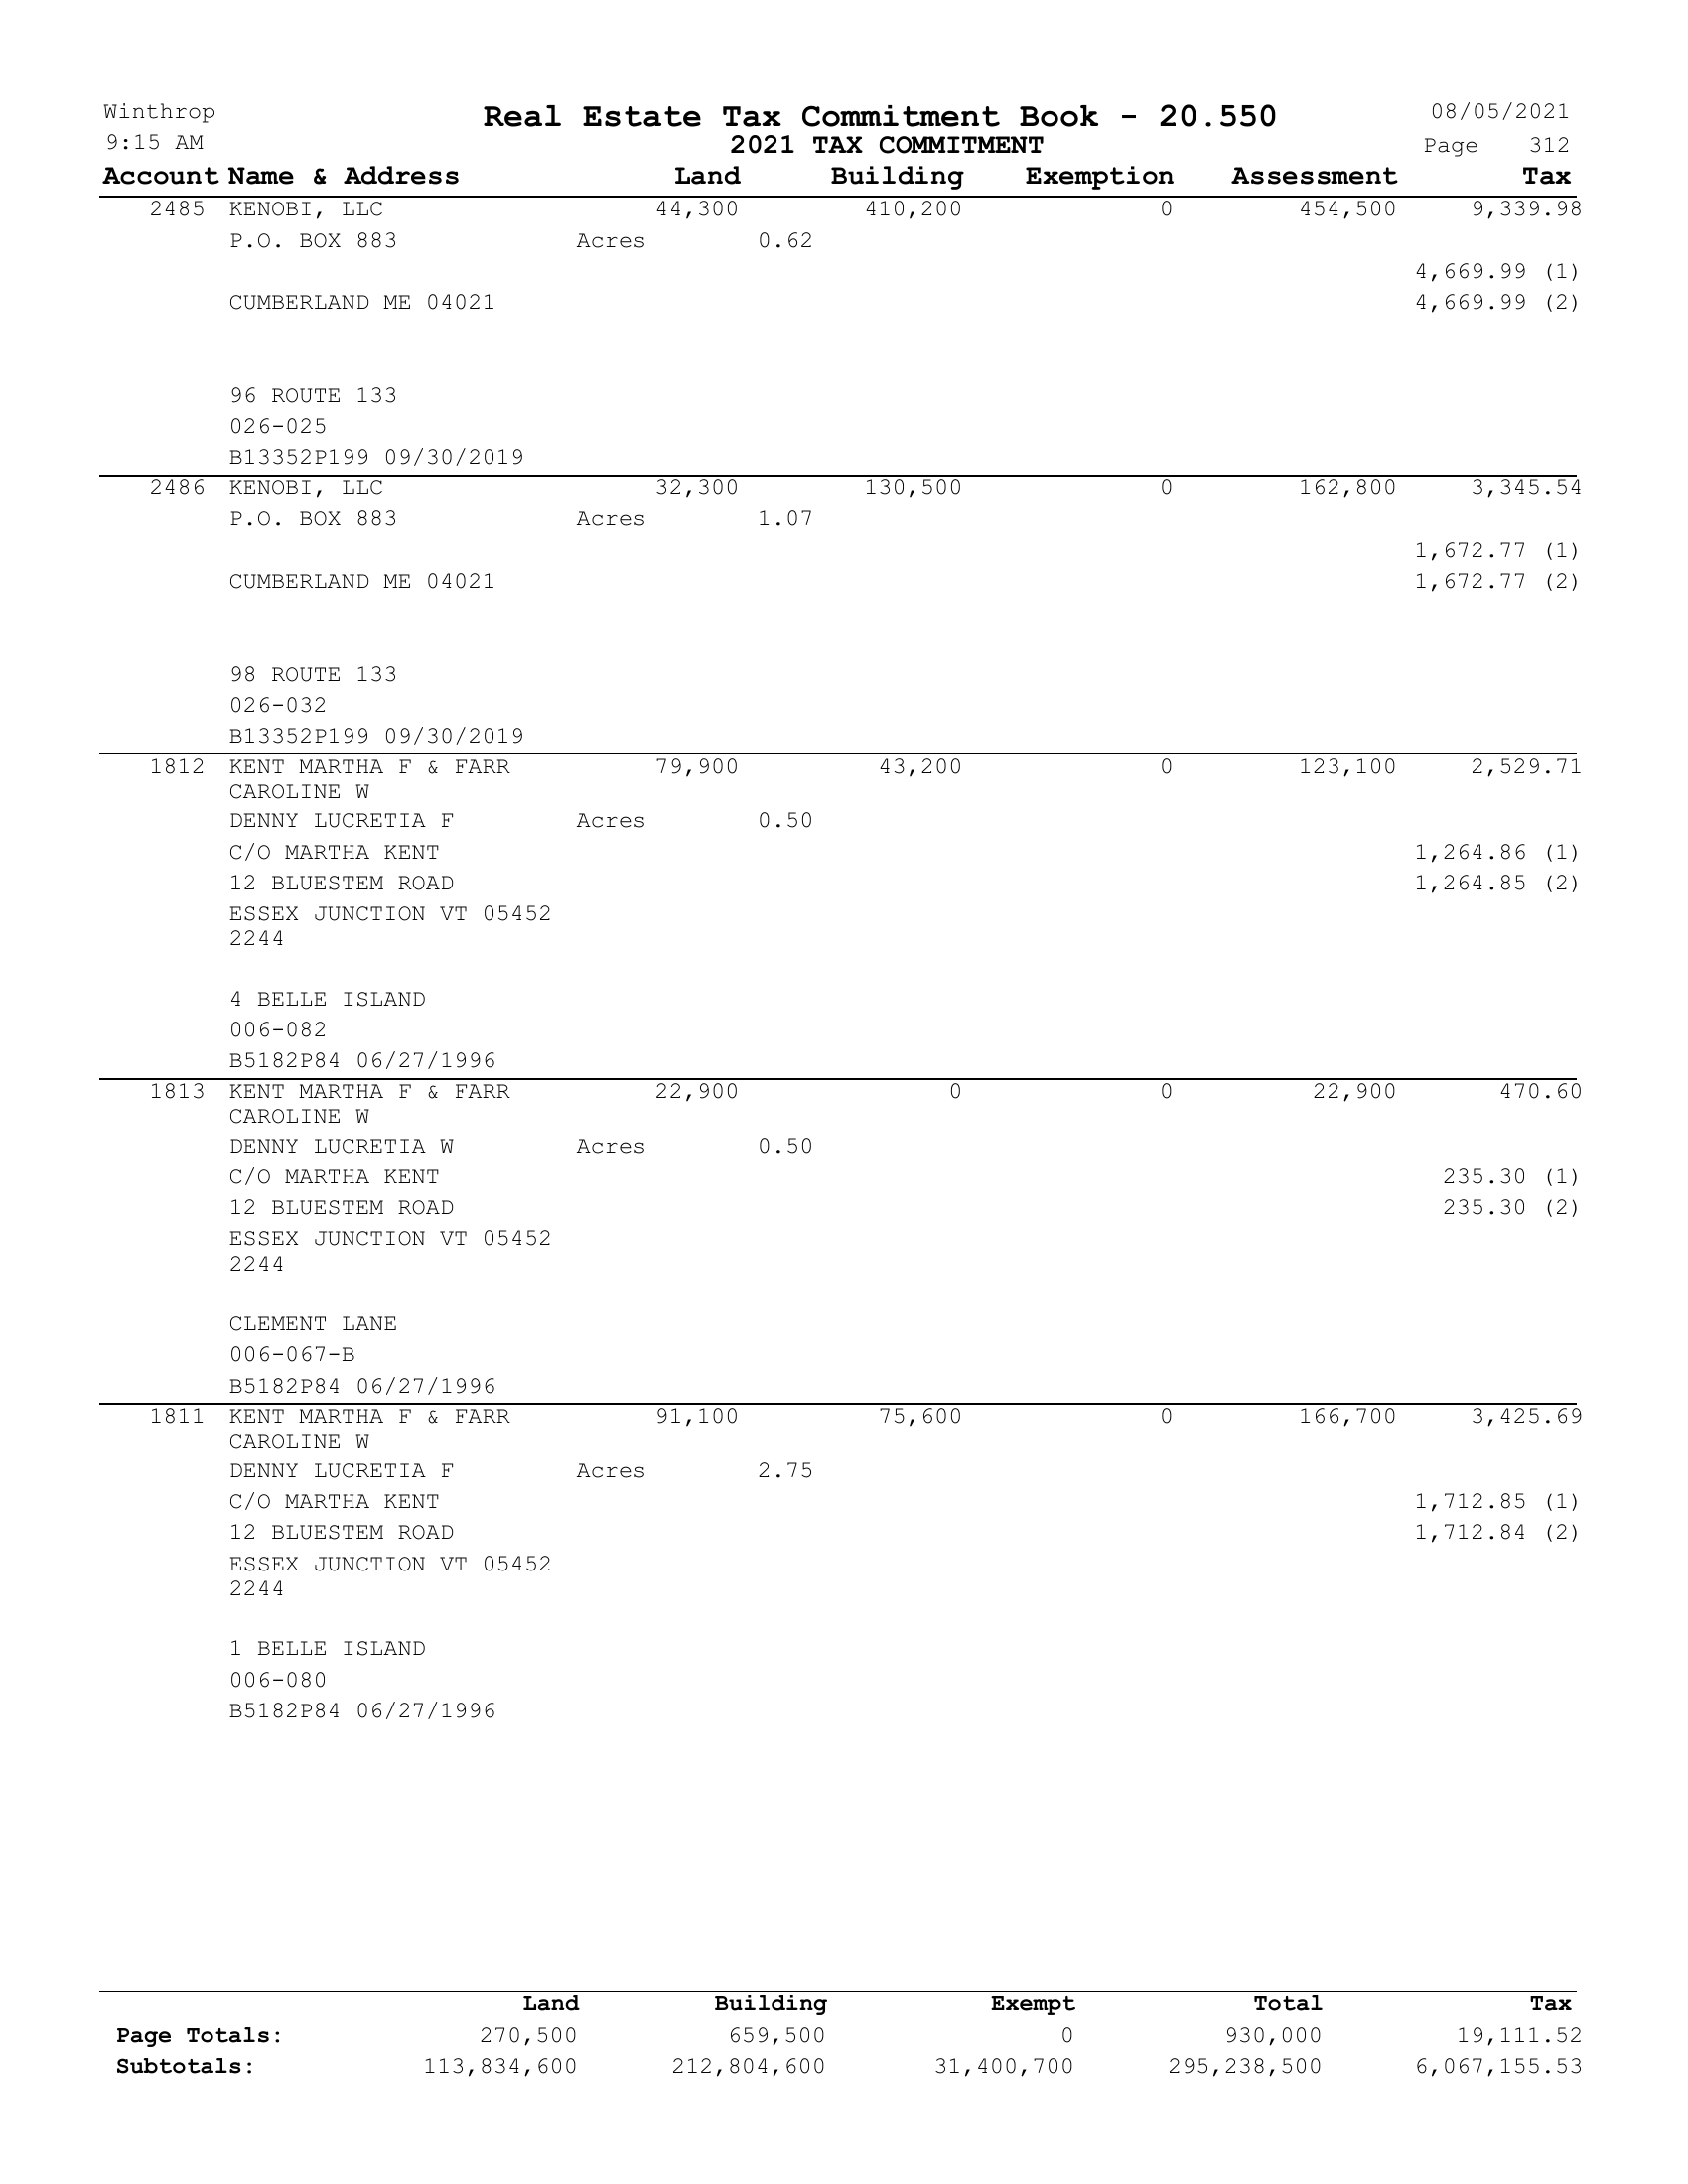 Winthrop Real Estate Tax Commitment Book - 20.550 08/05/2021
9:15 AM 2021 TAX COMMITMENT Page 312
Account Name & Address Land Building Exemption Assessment Tax
2485 KENOBI, LLC 44,300 410,200 0 454,500 9,339.98
P.O. BOX 883 Acres 0.62
4,669.99 (1)
CUMBERLAND ME 04021 4,669.99 (2)
96 ROUTE 133
026-025
B13352P199 09/30/2019
2486 KENOBI, LLC 32,300 130,500 0 162,800 3,345.54
P.O. BOX 883 Acres 1.07
1,672.77 (1)
CUMBERLAND ME 04021 1,672.77 (2)
98 ROUTE 133
026-032
B13352P199 09/30/2019
1812 KENT MARTHA F & FARR 79,900 43,200 0 123,100 2,529.71
CAROLINE W
DENNY LUCRETIA F Acres 0.50
C/O MARTHA KENT 1,264.86 (1)
12 BLUESTEM ROAD 1,264.85 (2)
ESSEX JUNCTION VT 05452
2244
4 BELLE ISLAND
006-082
B5182P84 06/27/1996
1813 KENT MARTHA F & FARR 22,900 0 0 22,900 470.60
CAROLINE W
DENNY LUCRETIA W Acres 0.50
C/O MARTHA KENT 235.30 (1)
12 BLUESTEM ROAD 235.30 (2)
ESSEX JUNCTION VT 05452
2244
CLEMENT LANE
006-067-B
B5182P84 06/27/1996
1811 KENT MARTHA F & FARR 91,100 75,600 0 166,700 3,425.69
CAROLINE W
DENNY LUCRETIA F Acres 2.75
C/O MARTHA KENT 1,712.85 (1)
12 BLUESTEM ROAD 1,712.84 (2)
ESSEX JUNCTION VT 05452
2244
1 BELLE ISLAND
006-080
B5182P84 06/27/1996
Land Building Exempt Total Tax
Page Totals: 270,500 659,500 0 930,000 19,111.52
Subtotals: 113,834,600 212,804,600 31,400,700 295,238,500 6,067,155.53